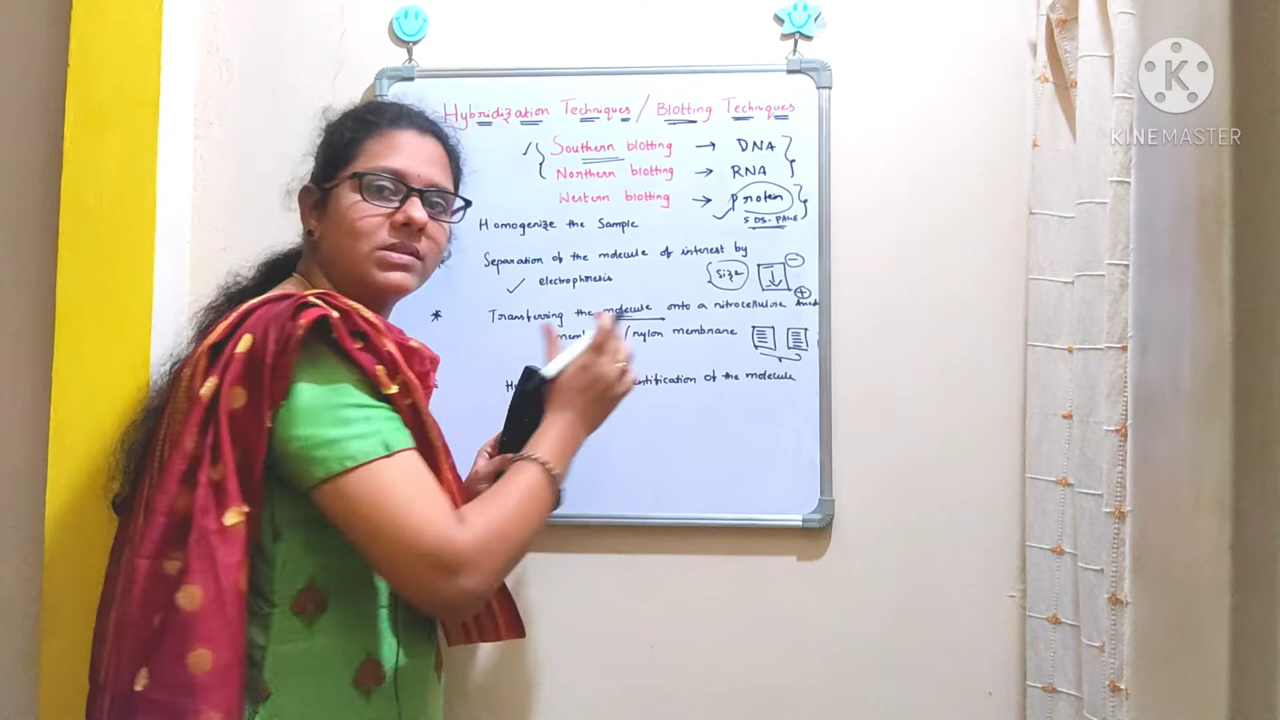 Hybridization Techniques / Blotting Techniques
Southern blotting → DNA
Northern blotting → RNA
Western blotting → protein
SDS-PAGE
Homogenize the Sample
Separation of the molecule of interest by
electrophoresis
Size
* Transferring the molecule onto a nitrocellulose
/nylon membrane
of the molecule
K
KINEMASTER